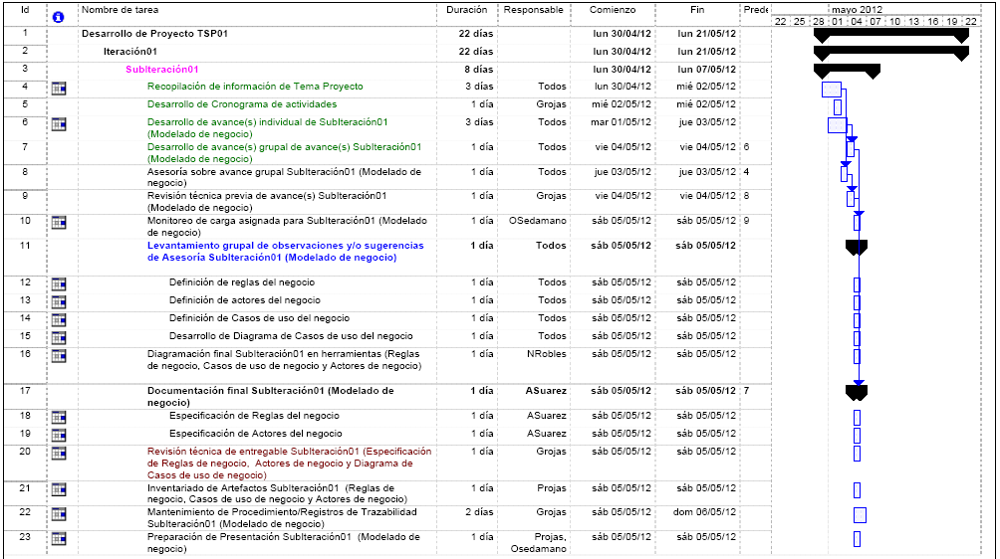 Id Nombre de tarea Duración Responsable Comienzo Fin Prede mayo 2012
22 25 28 01 04 07 10 13 16 19 22
1 Desarrollo de Proyecto TSP01 22 días lun 30/04/12 lun 21/05/12
2 Iteración01 22 días lun 30/04/12 lun 21/05/12
3 SubIteración01 8 días lun 30/04/12 lun 07/05/12
4 Recopilación de información de Tema Proyecto 3 días Todos lun 30/04/12 mié 02/05/12
5 Desarrollo de Cronograma de actividades 1 día Grojas mié 02/05/12 mié 02/05/12
6 Desarrollo de avance(s) individual de SubIteración01 3 días Todos mar 01/05/12 jue 03/05/12
(Modelado de negocio)
7 Desarrollo de avance(s) grupal de avance(s) SubIteración01 1 día Todos vie 04/05/12 vie 04/05/12 6
(Modelado de negocio)
8 Asesoría sobre avance grupal SubIteración01 (Modelado de 1 día Todos jue 03/05/12 jue 03/05/12 4
negocio)
9 Revisión técnica previa de avance(s) SubIteración01 1 día Grojas vie 04/05/12 vie 04/05/12 8
(Modelado de negocio)
10 Monitoreo de carga asignada para SubIteración01 (Modelado 1 día OSedamano sáb 05/05/12 sáb 05/05/12 9
de negocio)
11 Levantamiento grupal de observaciones y/o sugerencias 1 día Todos sáb 05/05/12 sáb 05/05/12
de Asesoría SubIteración01 (Modelado de negocio)
12 Definición de reglas del negocio 1 día Todos sáb 05/05/12 sáb 05/05/12
13 Definición de actores del negocio 1 día Todos sáb 05/05/12 sáb 05/05/12
14 Definición de Casos de uso del negocio 1 día Todos sáb 05/05/12 sáb 05/05/12
15 Desarrollo de Diagrama de Casos de uso del negocio 1 día Todos sáb 05/05/12 sáb 05/05/12
16 Diagramación final SubIteración01 en herramientas (Reglas 1 día NRobles sáb 05/05/12 sáb 05/05/12
de negocio, Casos de uso de negocio y Actores de negocio)
17 Documentación final SubIteración01 (Modelado de 1 día ASuarez sáb 05/05/12 sáb 05/05/12 7
negocio)
18 Especificación de Reglas del negocio 1 día ASuarez sáb 05/05/12 sáb 05/05/12
19 Especificación de Actores del negocio 1 día ASuarez sáb 05/05/12 sáb 05/05/12
20 Revisión técnica de entregable SubIteración01 (Especificación 1 día Grojas sáb 05/05/12 sáb 05/05/12
de Reglas de negocio, Actores de negocio y Diagrama de
Casos de uso de negocio)
21 Inventariado de Artefactos SubIteración01 (Reglas de 1 día Projas sáb 05/05/12 sáb 05/05/12
negocio, Casos de uso de negocio y Actores de negocio)
22 Mantenimiento de Procedimiento/Registros de Trazabilidad 2 días Grojas sáb 05/05/12 dom 06/05/12
SubIteración01 (Modelado de negocio)
23 Preparación de Presentación SubIteración01 (Modelado de 1 día Projas, sáb 05/05/12 sáb 05/05/12
negocio) Osedamano